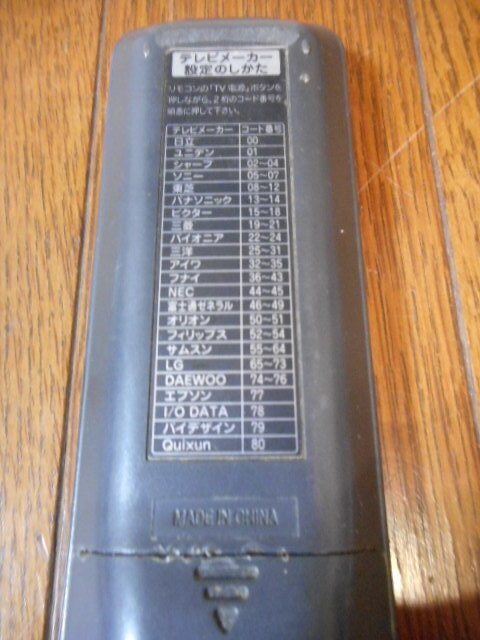 テレビメーカー
設定のしかた
リモコンの「TV電源」ボタンを
押しながら、2桁のコード番号を
順番に押して下さい。
テレビメーカー コード番号
日立 00
ユニデン 01
シャープ 02～04
ソニー 05～07
東芝 08～12
パナソニック 13～14
ビクター 15～18
三菱 19～21
パイオニア 22～24
三洋 25～31
アイワ 32～35
フナイ 36～43
NEC 44～45
富士通ゼネラル 46～49
オリオン 50～51
フィリップス 52～54
サムスン 55～64
LG 65～73
DAEWOO 74～76
エプソン 77
I/O DATA 78
バイデザイン 79
Quixun 80
MADE IN CHINA